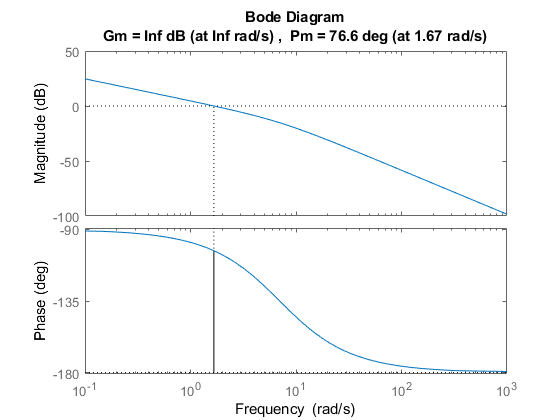 Bode Diagram
Gm = Inf dB (at Inf rad/s) , Pm = 76.6 deg (at 1.67 rad/s)
50
0
-50
-100
Magnitude (dB)
-90
-135
-180
Phase (deg)
10^-1 10^0 10^1 10^2 10^3
Frequency (rad/s)